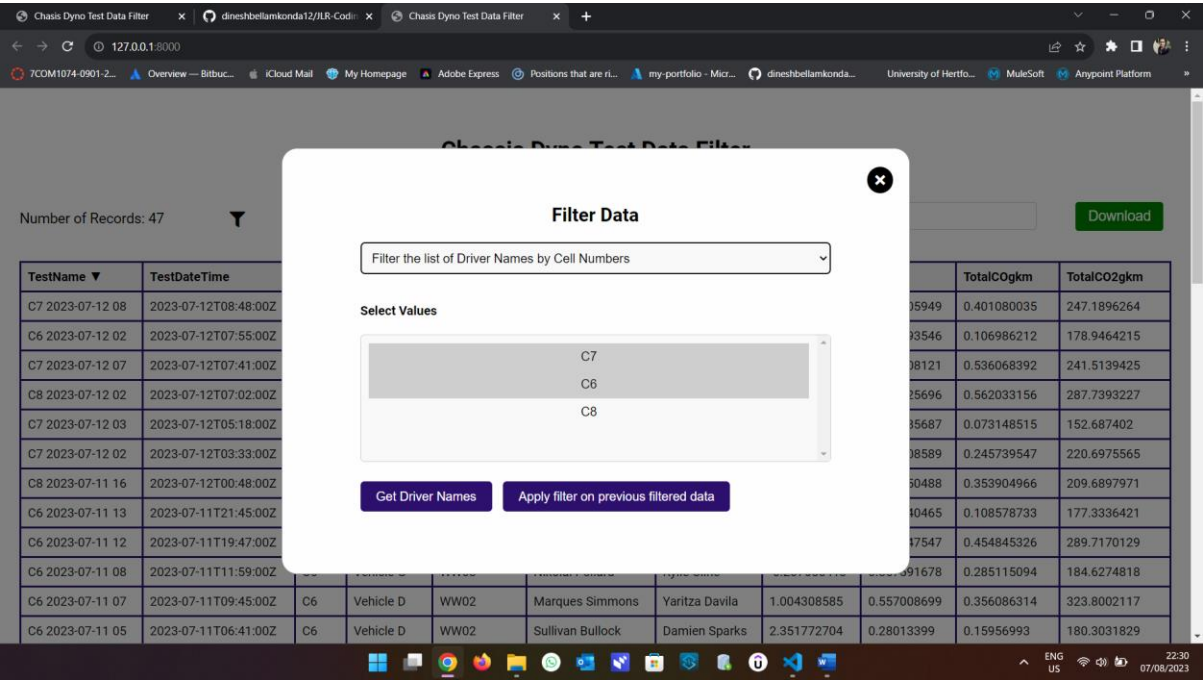 Chasis Dyno Test Data Filter
dineshbellamkonda12/JLR-Codin
Chasis Dyno Test Data Filter
127.0.0.1:8000
7COM1074-0901-2...
Overview — Bitbuc...
iCloud Mail
My Homepage
Adobe Express
Positions that are ri...
my-portfolio - Micr...
dineshbellamkonda...
University of Hertfo...
MuleSoft
Anypoint Platform
»
Number of Records: 47
Download
Filter Data
Filter the list of Driver Names by Cell Numbers
Select Values
C7
C6
C8
Get Driver Names
Apply filter on previous filtered data
TestName ▼ TestDateTime TotalCOgkm TotalCO2gkm
C7 2023-07-12 08 2023-07-12T08:48:00Z 0.401080035 247.1896264
C6 2023-07-12 02 2023-07-12T07:55:00Z 0.106986212 178.9464215
C7 2023-07-12 07 2023-07-12T07:41:00Z 0.536068392 241.5139425
C8 2023-07-12 02 2023-07-12T07:02:00Z 0.562033156 287.7393227
C7 2023-07-12 03 2023-07-12T05:18:00Z 0.073148515 152.687402
C7 2023-07-12 02 2023-07-12T03:33:00Z 0.245739547 220.6975565
C8 2023-07-11 16 2023-07-12T00:48:00Z 0.353904966 209.6897971
C6 2023-07-11 13 2023-07-11T21:45:00Z 0.108578733 177.3336421
C6 2023-07-11 12 2023-07-11T19:47:00Z 0.454845326 289.7170129
C6 2023-07-11 08 2023-07-11T11:59:00Z 0.285115094 184.6274818
C6 2023-07-11 07 2023-07-11T09:45:00Z C6 Vehicle D WW02 Marques Simmons Yaritza Davila 1.004308585 0.557008699 0.356086314 323.8002117
C6 2023-07-11 05 2023-07-11T06:41:00Z C6 Vehicle D WW02 Sullivan Bullock Damien Sparks 2.351772704 0.28013399 0.15956993 180.3031829
ENG
US
22:30
07/08/2023